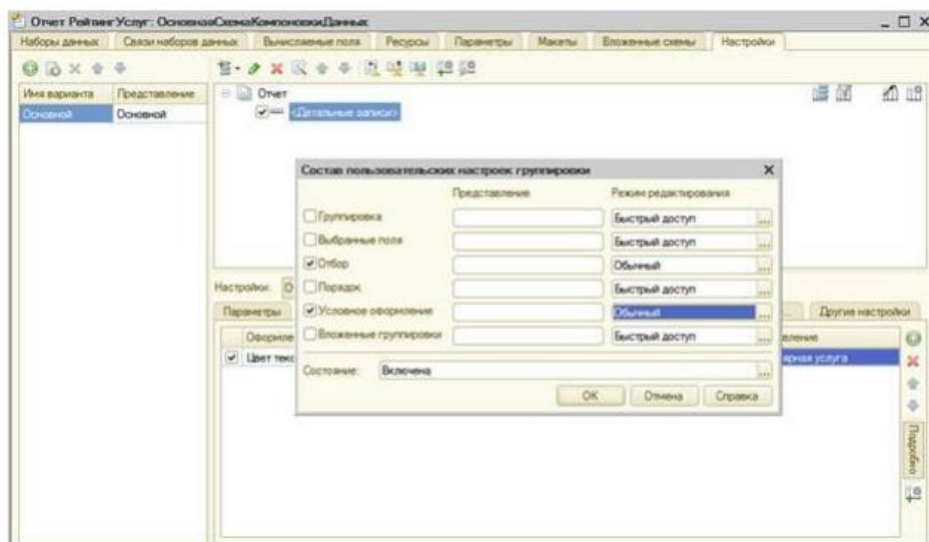 Отчет РейтингУслуг: ОсновнаяСхемаКомпоновкиДанных
Наборы данных Связи наборов данных Вычисляемые поля Ресурсы Параметры Макеты Вложенные схемы Настройки
Имя варианта Представление
Основной Основной
Отчет
<Детальные записи>
Состав пользовательских настроек группировки
Представление Режим редактирования
Группировка Быстрый доступ ...
Выбранные поля Быстрый доступ ...
Отбор Обычный ...
Порядок Быстрый доступ ...
Условное оформление Обычный ...
Вложенные группировки Быстрый доступ ...
Состояние: Включена ...
OK Отмена Справка
Настройки: О
Параметры ... Другие настройки
Оформле вление
Цвет текс ярная услуга
Подробно